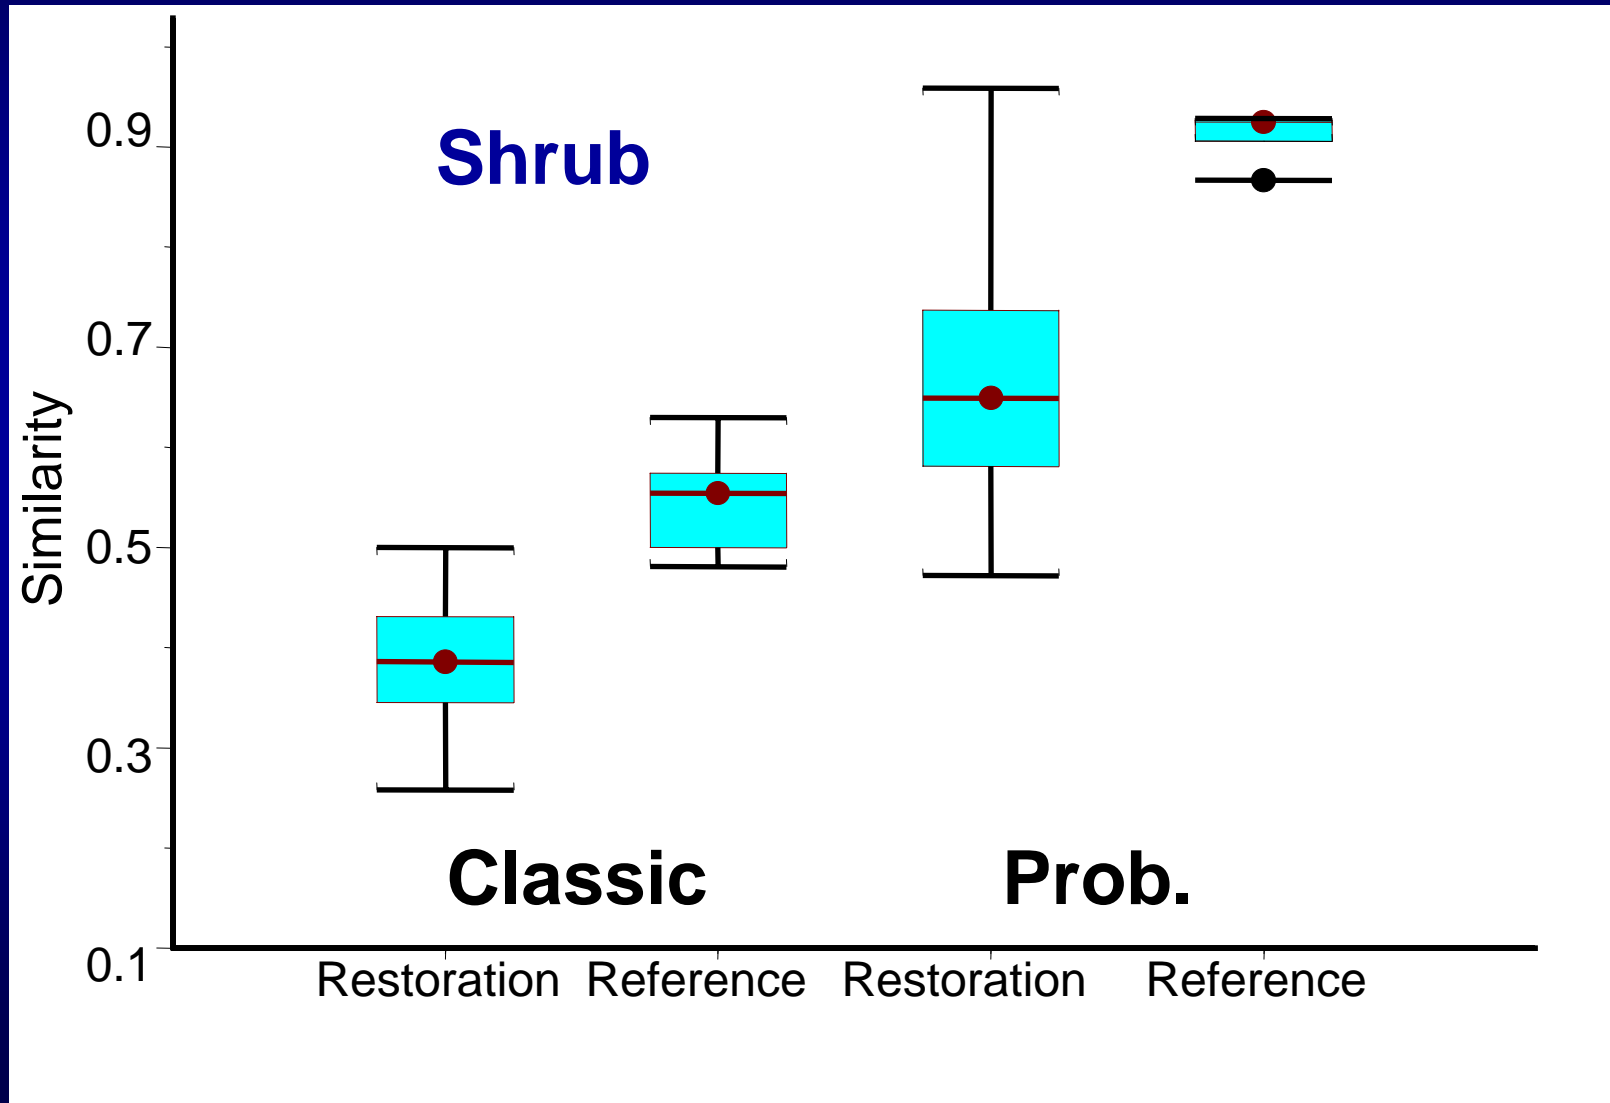 Shrub
Similarity
0.9
0.7
0.5
0.3
0.1
Classic
Prob.
Restoration Reference Restoration Reference